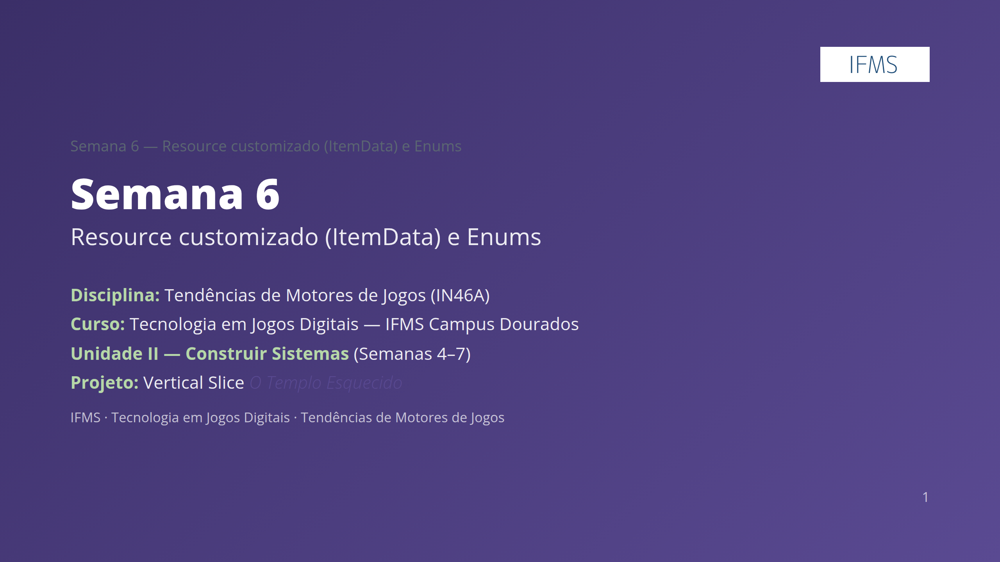 IFMS
Semana 6 — Resource customizado (ItemData) e Enums
Semana 6
Resource customizado (ItemData) e Enums
Disciplina: Tendências de Motores de Jogos (IN46A)
Curso: Tecnologia em Jogos Digitais — IFMS Campus Dourados
Unidade II — Construir Sistemas (Semanas 4–7)
Projeto: Vertical Slice O Templo Esquecido
IFMS · Tecnologia em Jogos Digitais · Tendências de Motores de Jogos
1